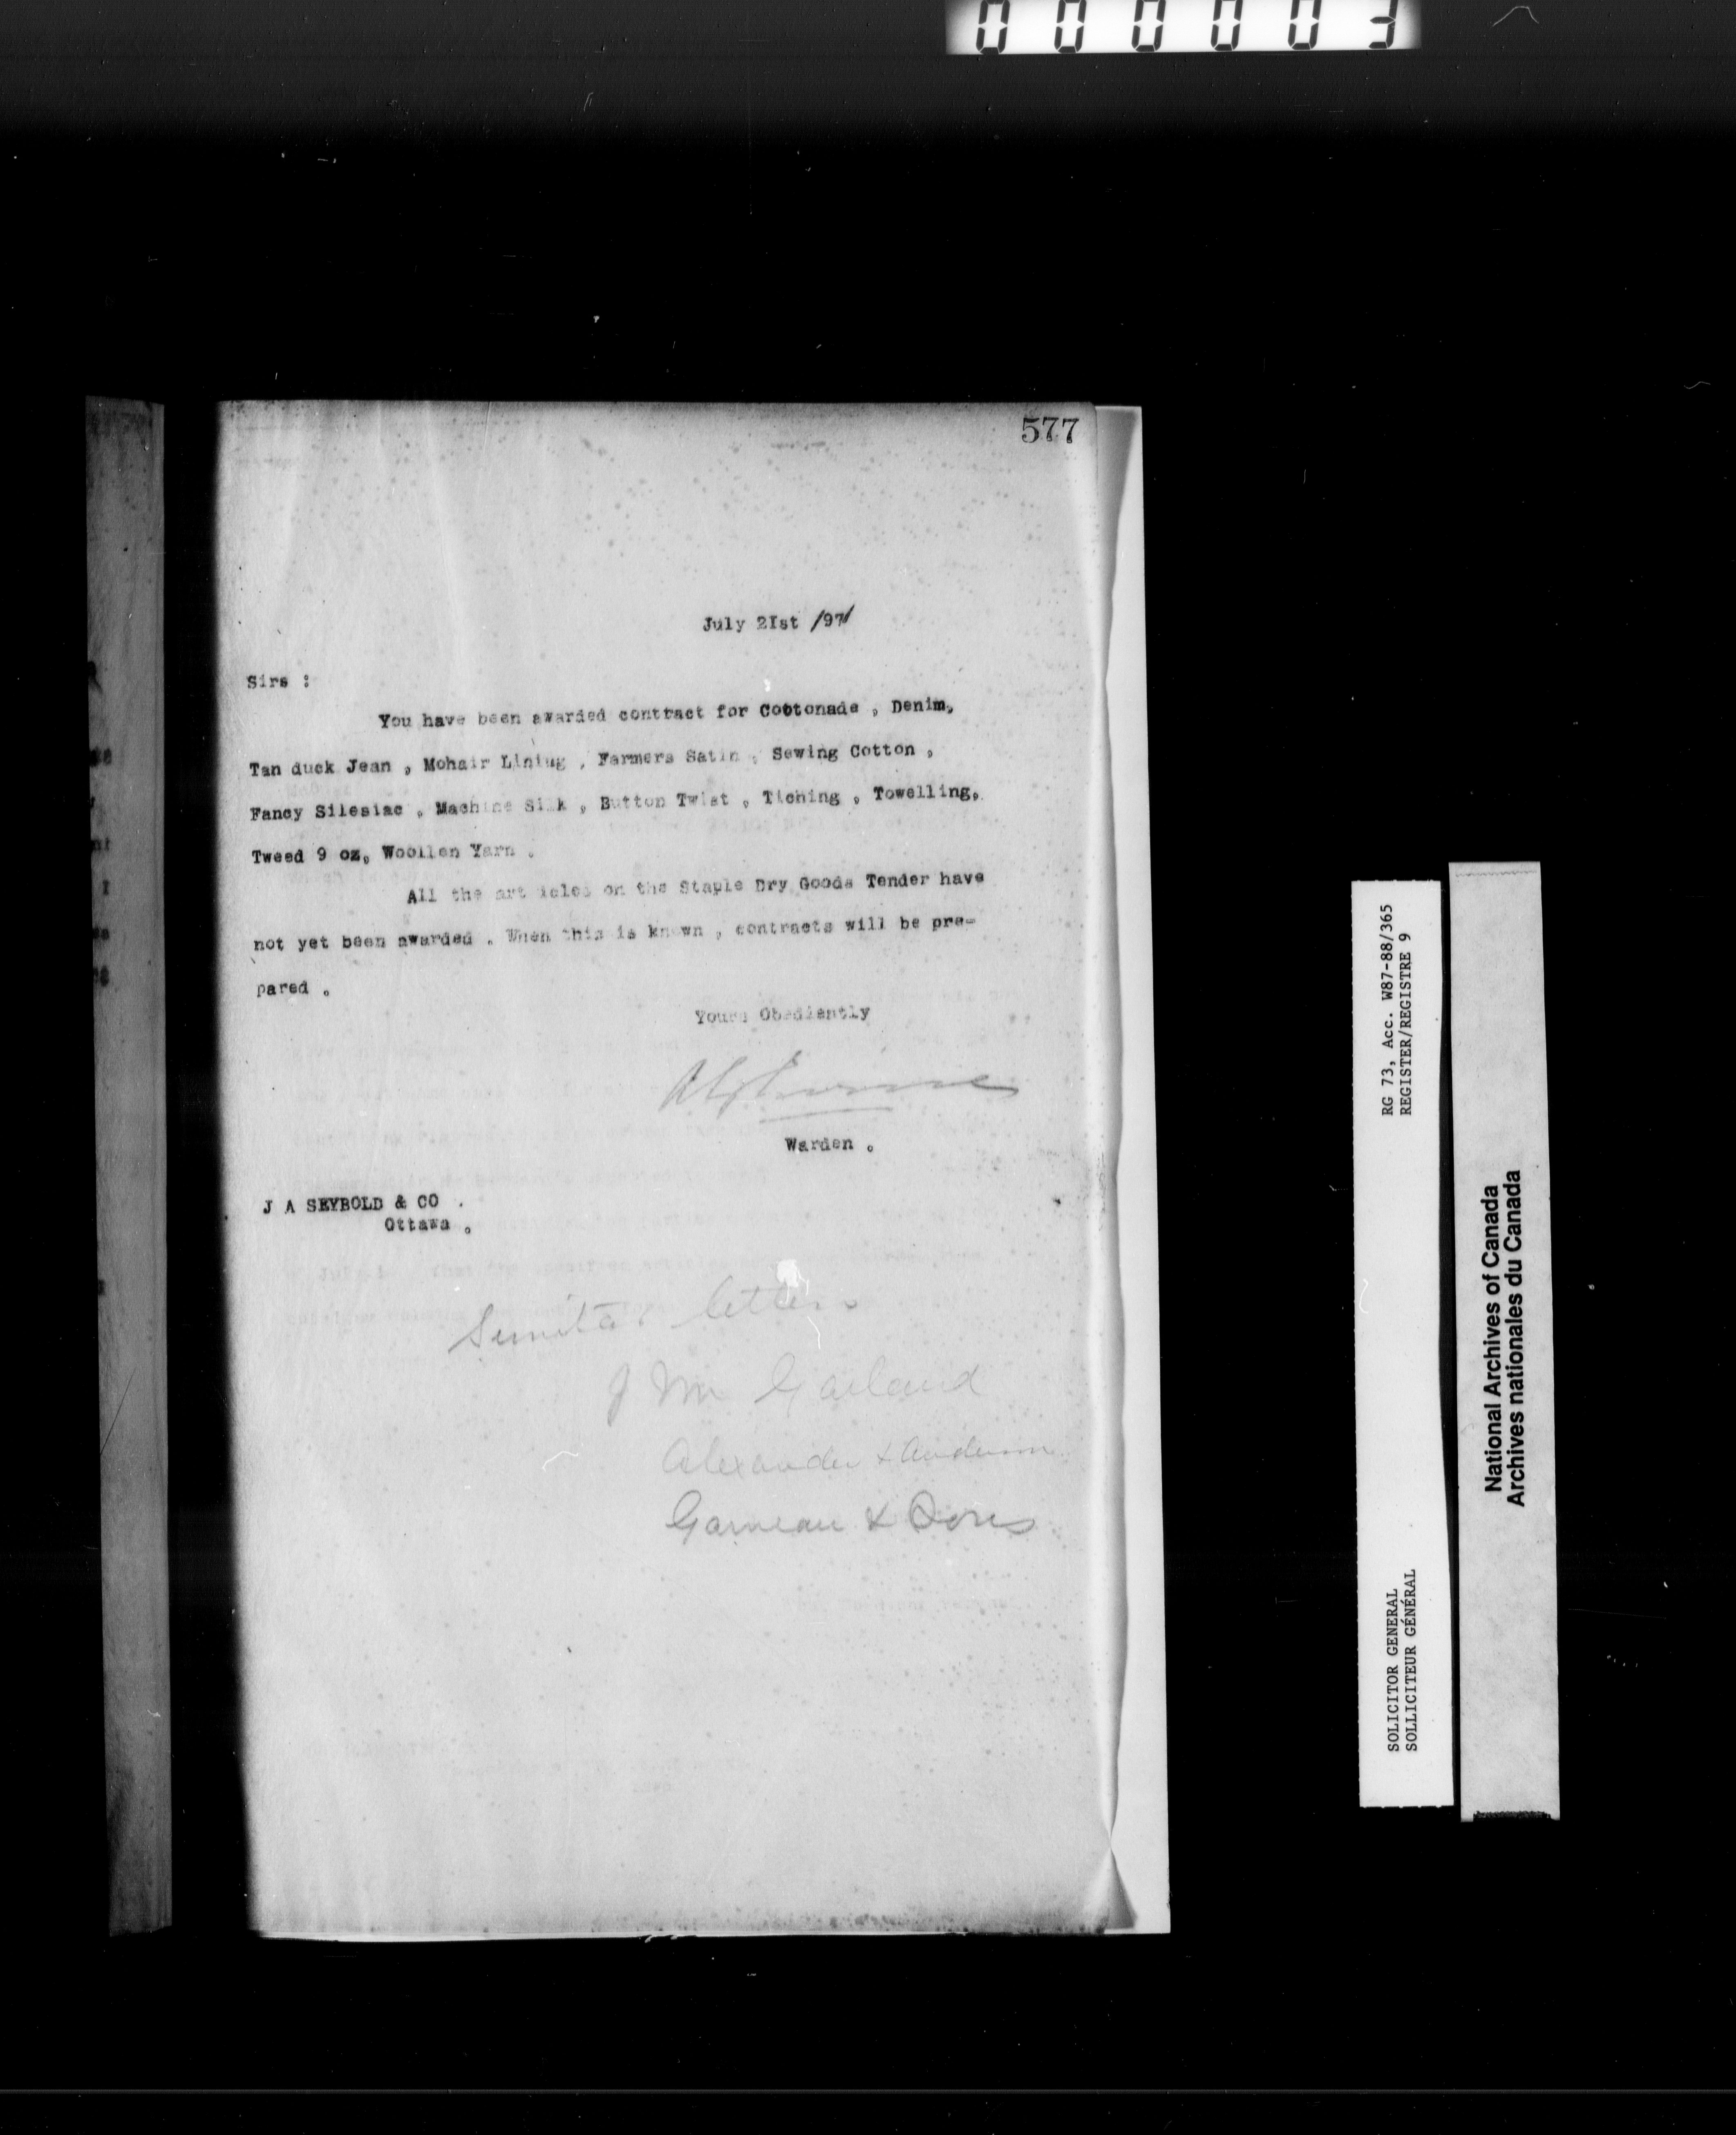 000003
577
July 2Ist /97
Sirs :
You have been awarded contract for Cottonade , Denim,
Tan duck Jean , Mohair Lining , Farmers Satin , Sewing Cotton ,
Fancy Silesiac , Machine Silk , Button Twist , Tiching , Towelling,
Tweed 9 oz, Woollen Yarn .
All the art icles on the Staple Dry Goods Tender have
not yet been awarded . When this is known , contracts will be pre-
pared .
Yours Obediently
Warden .
J A SEYBOLD & CO .
Ottawa .
Similar letters
J M Garland
Alexander & Anderson
Garneau & Sons
RG 73, Acc. W87-88/365
REGISTER/REGISTRE 9
SOLICITOR GENERAL
SOLLICITEUR GÉNÉRAL
National Archives of Canada
Archives nationales du Canada